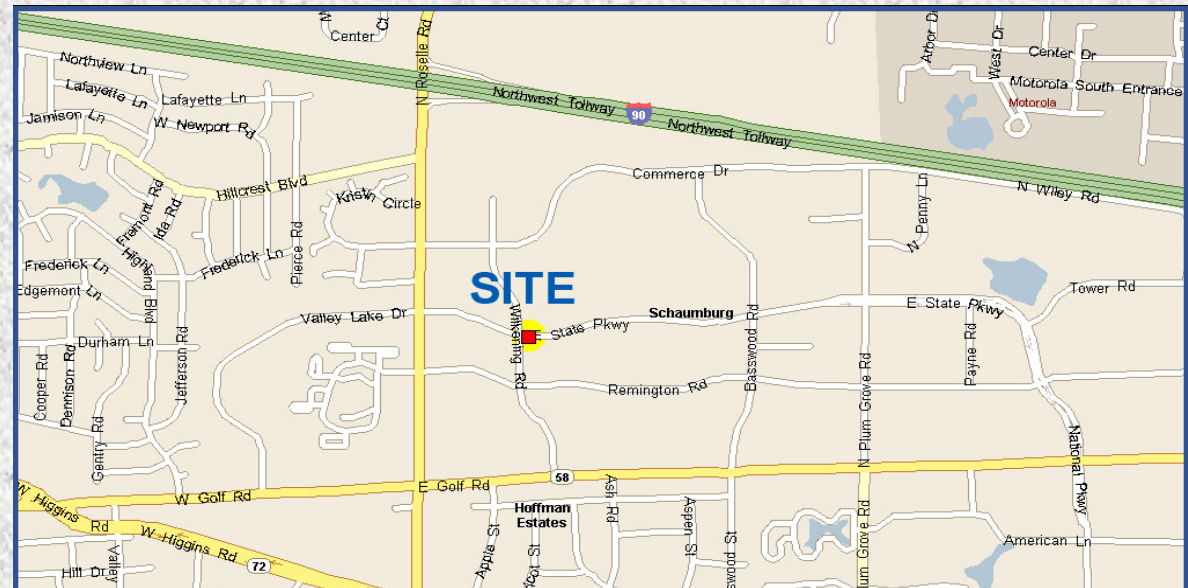 Center
Ct
N Roselle Rd
Arbor Dr
West Dr
Center Dr
Northview Ln
Lafayette Ln
Lafayette Ln
Motorola South Entrance
Motorola
Jamison Ln
W Newport Rd
Northwest Tollway
90
Northwest Tollway
Hillcrest Blvd
Commerce Dr
N Wiley Rd
Kristin Circle
Fremont Rd
Ida Rd
Pierce Rd
N Penny Ln
Highland Blvd
Frederick Ln
Frederick Ln
Edgemont Ln
SITE
Tower Rd
Valley Lake Dr
Wilkening Rd
Schaumburg
E State Pkwy
E State Pkwy
Durham Ln
Cooper Rd
Dennison Rd
Jefferson Rd
Basswood Rd
Payne Rd
Remington Rd
N Plum Grove Rd
Gentry Rd
National Pkwy
58
W Golf Rd
E Golf Rd
W Higgins Rd
Hoffman
Estates
Ash Rd
Aspen St
W Higgins Rd
72
Valley
Hill Dr
Apple St
American Ln